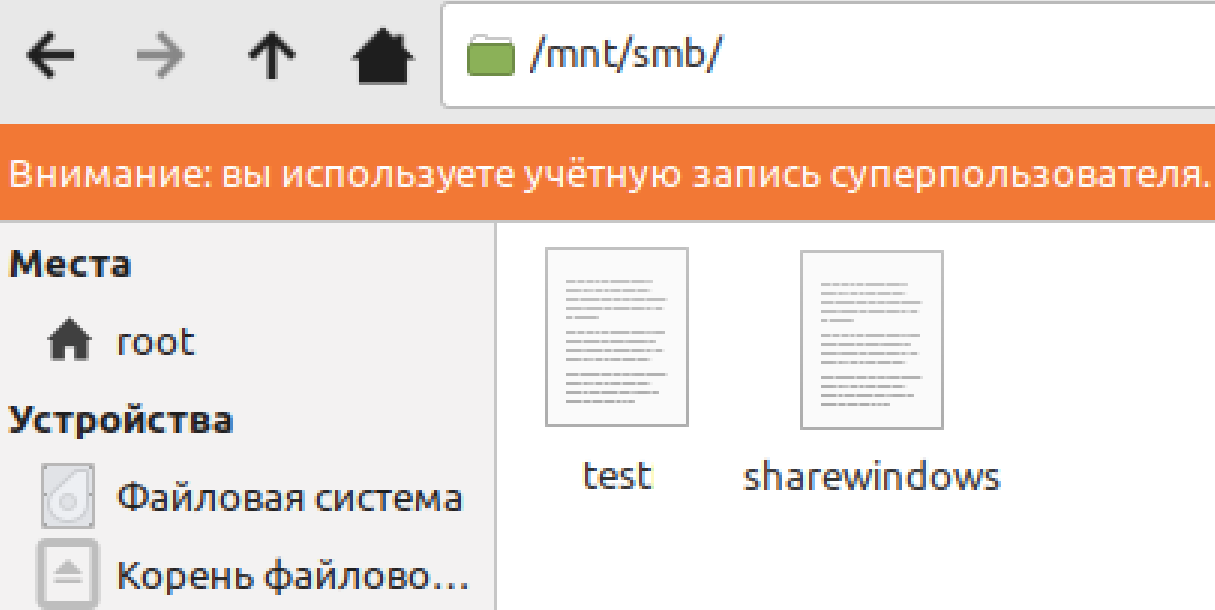 /mnt/smb/
Внимание: вы используете учётную запись суперпользователя.
Места
root
Устройства
Файловая система
Корень файлово...
test
sharewindows